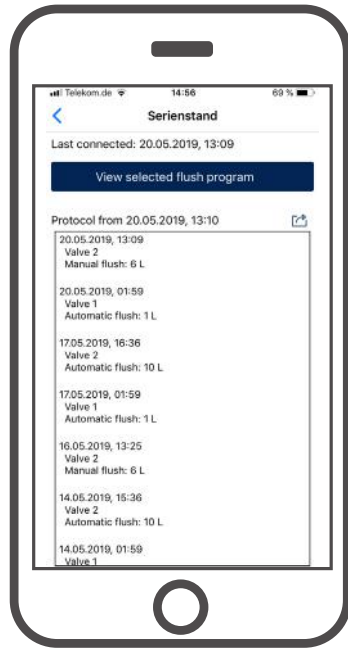 Telekom.de 14:56 69 %
Serienstand
Last connected: 20.05.2019, 13:09
View selected flush program
Protocol from 20.05.2019, 13:10
20.05.2019, 13:09
Valve 2
Manual flush: 6 L
20.05.2019, 01:59
Valve 1
Automatic flush: 1 L
17.05.2019, 16:36
Valve 2
Automatic flush: 10 L
17.05.2019, 01:59
Valve 1
Automatic flush: 1 L
16.05.2019, 13:25
Valve 2
Manual flush: 6 L
14.05.2019, 15:36
Valve 2
Automatic flush: 10 L
14.05.2019, 01:59
Valve 1